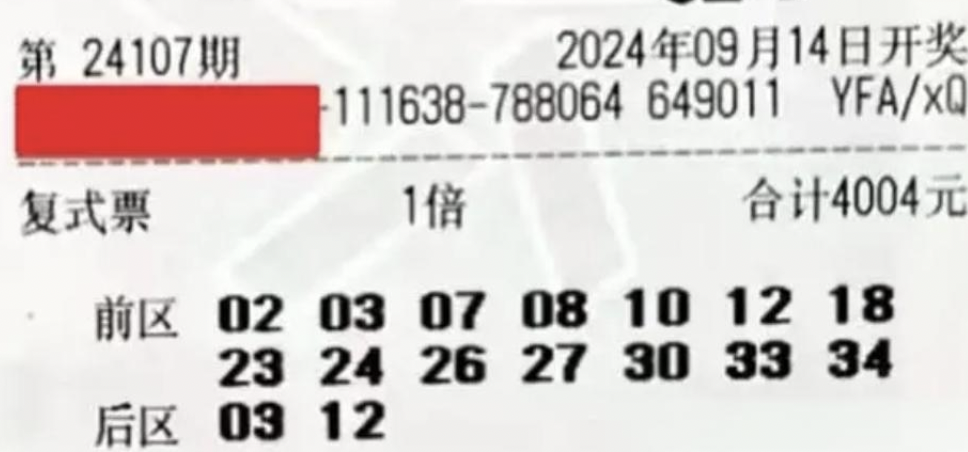 第 24107期 2024年09月14日开奖
-111638-788064 649011 YFA/xQ
复式票 1倍 合计4004元
前区 02 03 07 08 10 12 18
23 24 26 27 30 33 34
后区 03 12